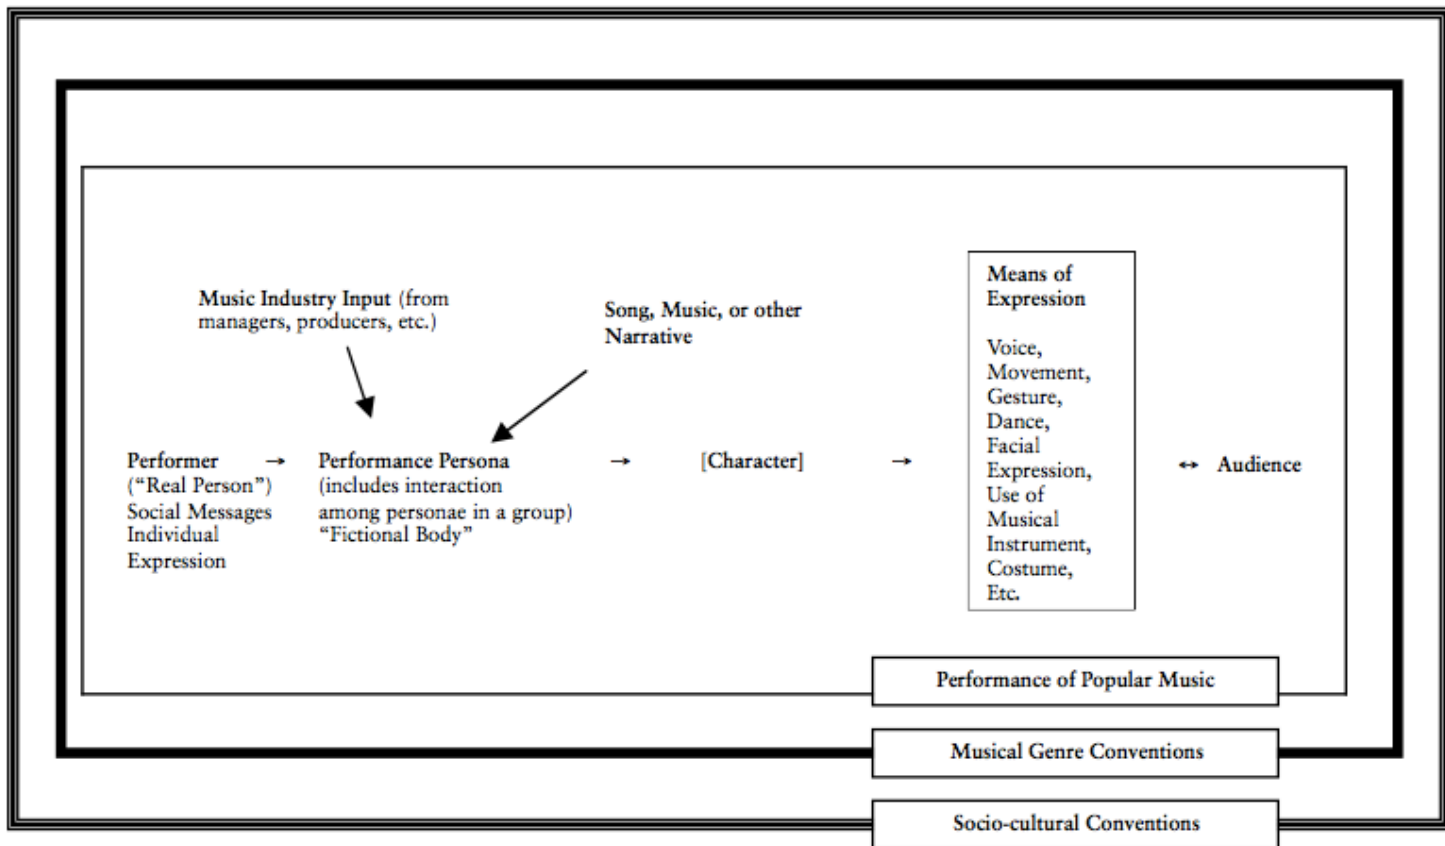 Music Industry Input (from
managers, producers, etc.)
Song, Music, or other
Narrative
Performer
(“Real Person”)
Social Messages
Individual
Expression
→
Performance Persona
(includes interaction
among personae in a group)
“Fictional Body”
→
[Character]
→
Means of
Expression
Voice,
Movement,
Gesture,
Dance,
Facial
Expression,
Use of
Musical
Instrument,
Costume,
Etc.
↔
Audience
Performance of Popular Music
Musical Genre Conventions
Socio-cultural Conventions